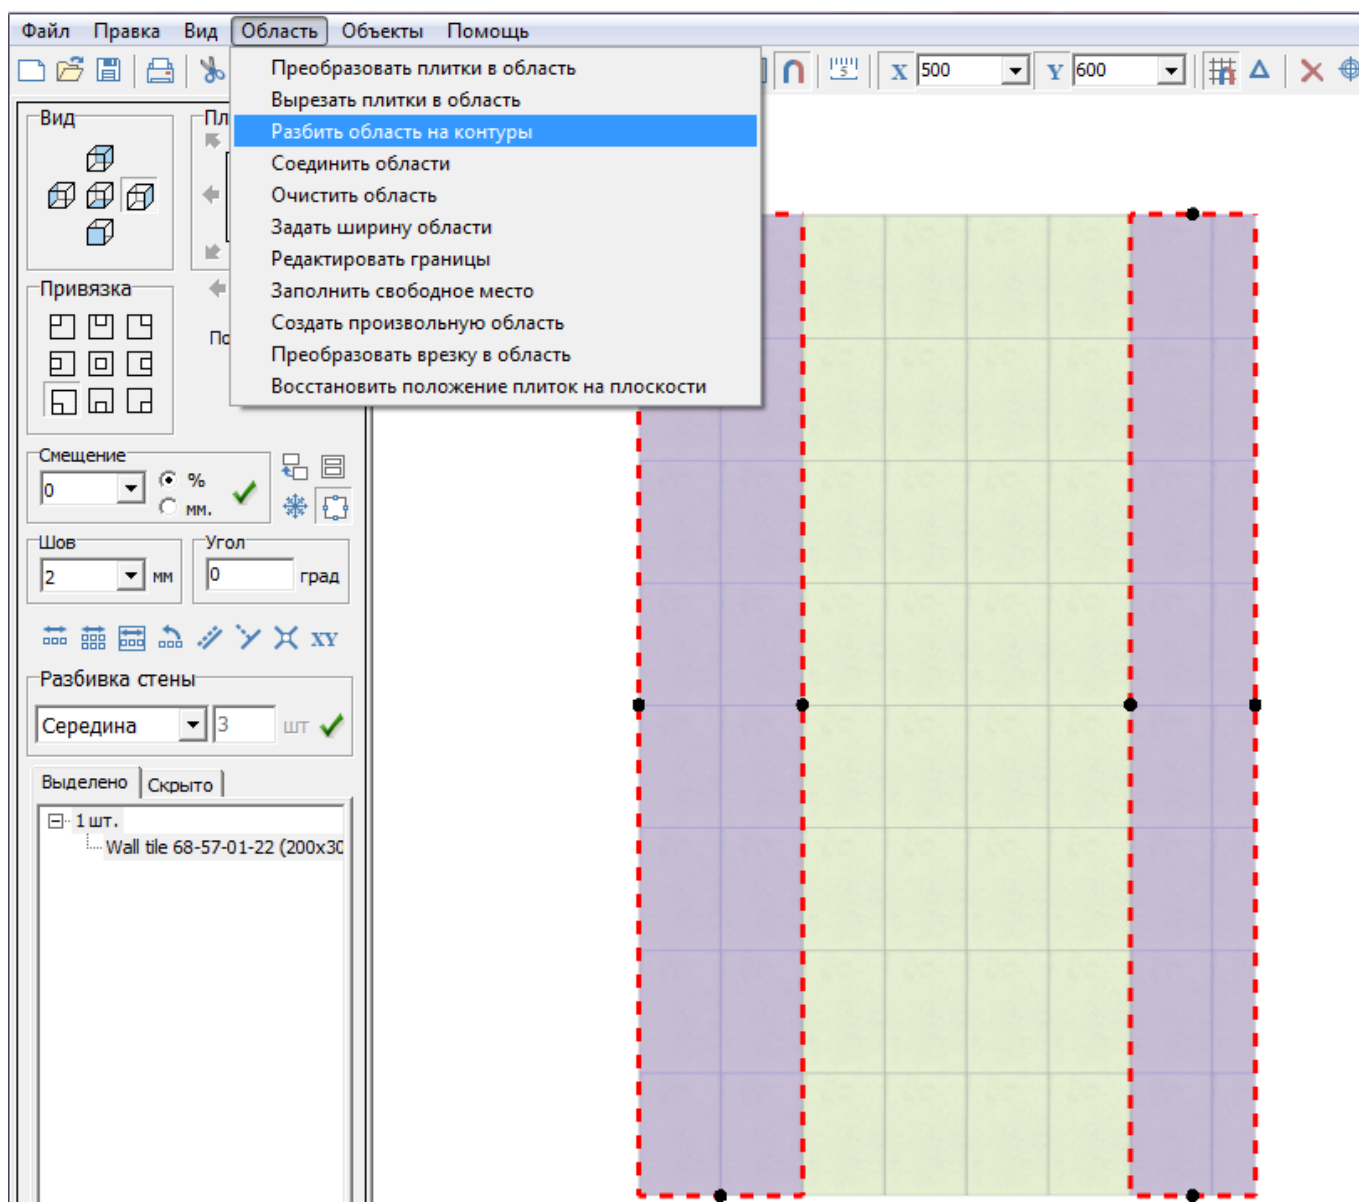 Файл Правка Вид Область Объекты Помощь
Преобразовать плитки в область
Вырезать плитки в область
Разбить область на контуры
Соединить области
Очистить область
Задать ширину области
Редактировать границы
Заполнить свободное место
Создать произвольную область
Преобразовать врезку в область
Восстановить положение плиток на плоскости
5 X 500 Y 600
Вид
Пл
Привязка
По
Смещение
0 %
мм.
Шов Угол
2 мм 0 град
XY
Разбивка стены
Середина 3 шт
Выделено Скрыто
1 шт.
Wall tile 68-57-01-22 (200x30